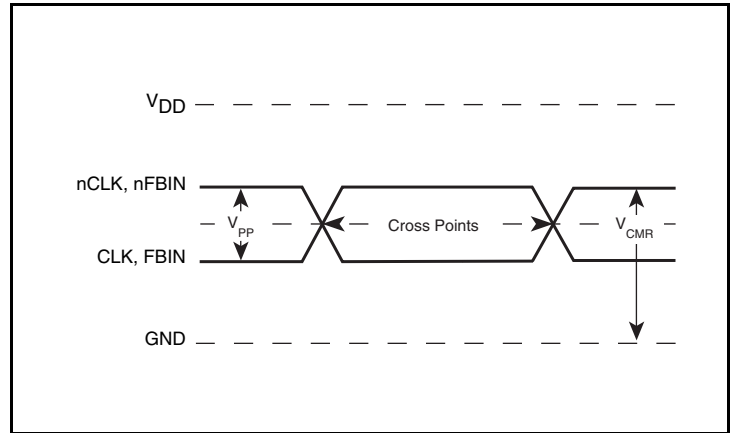 VDD
nCLK, nFBIN
VPP
Cross Points
VCMR
CLK, FBIN
GND